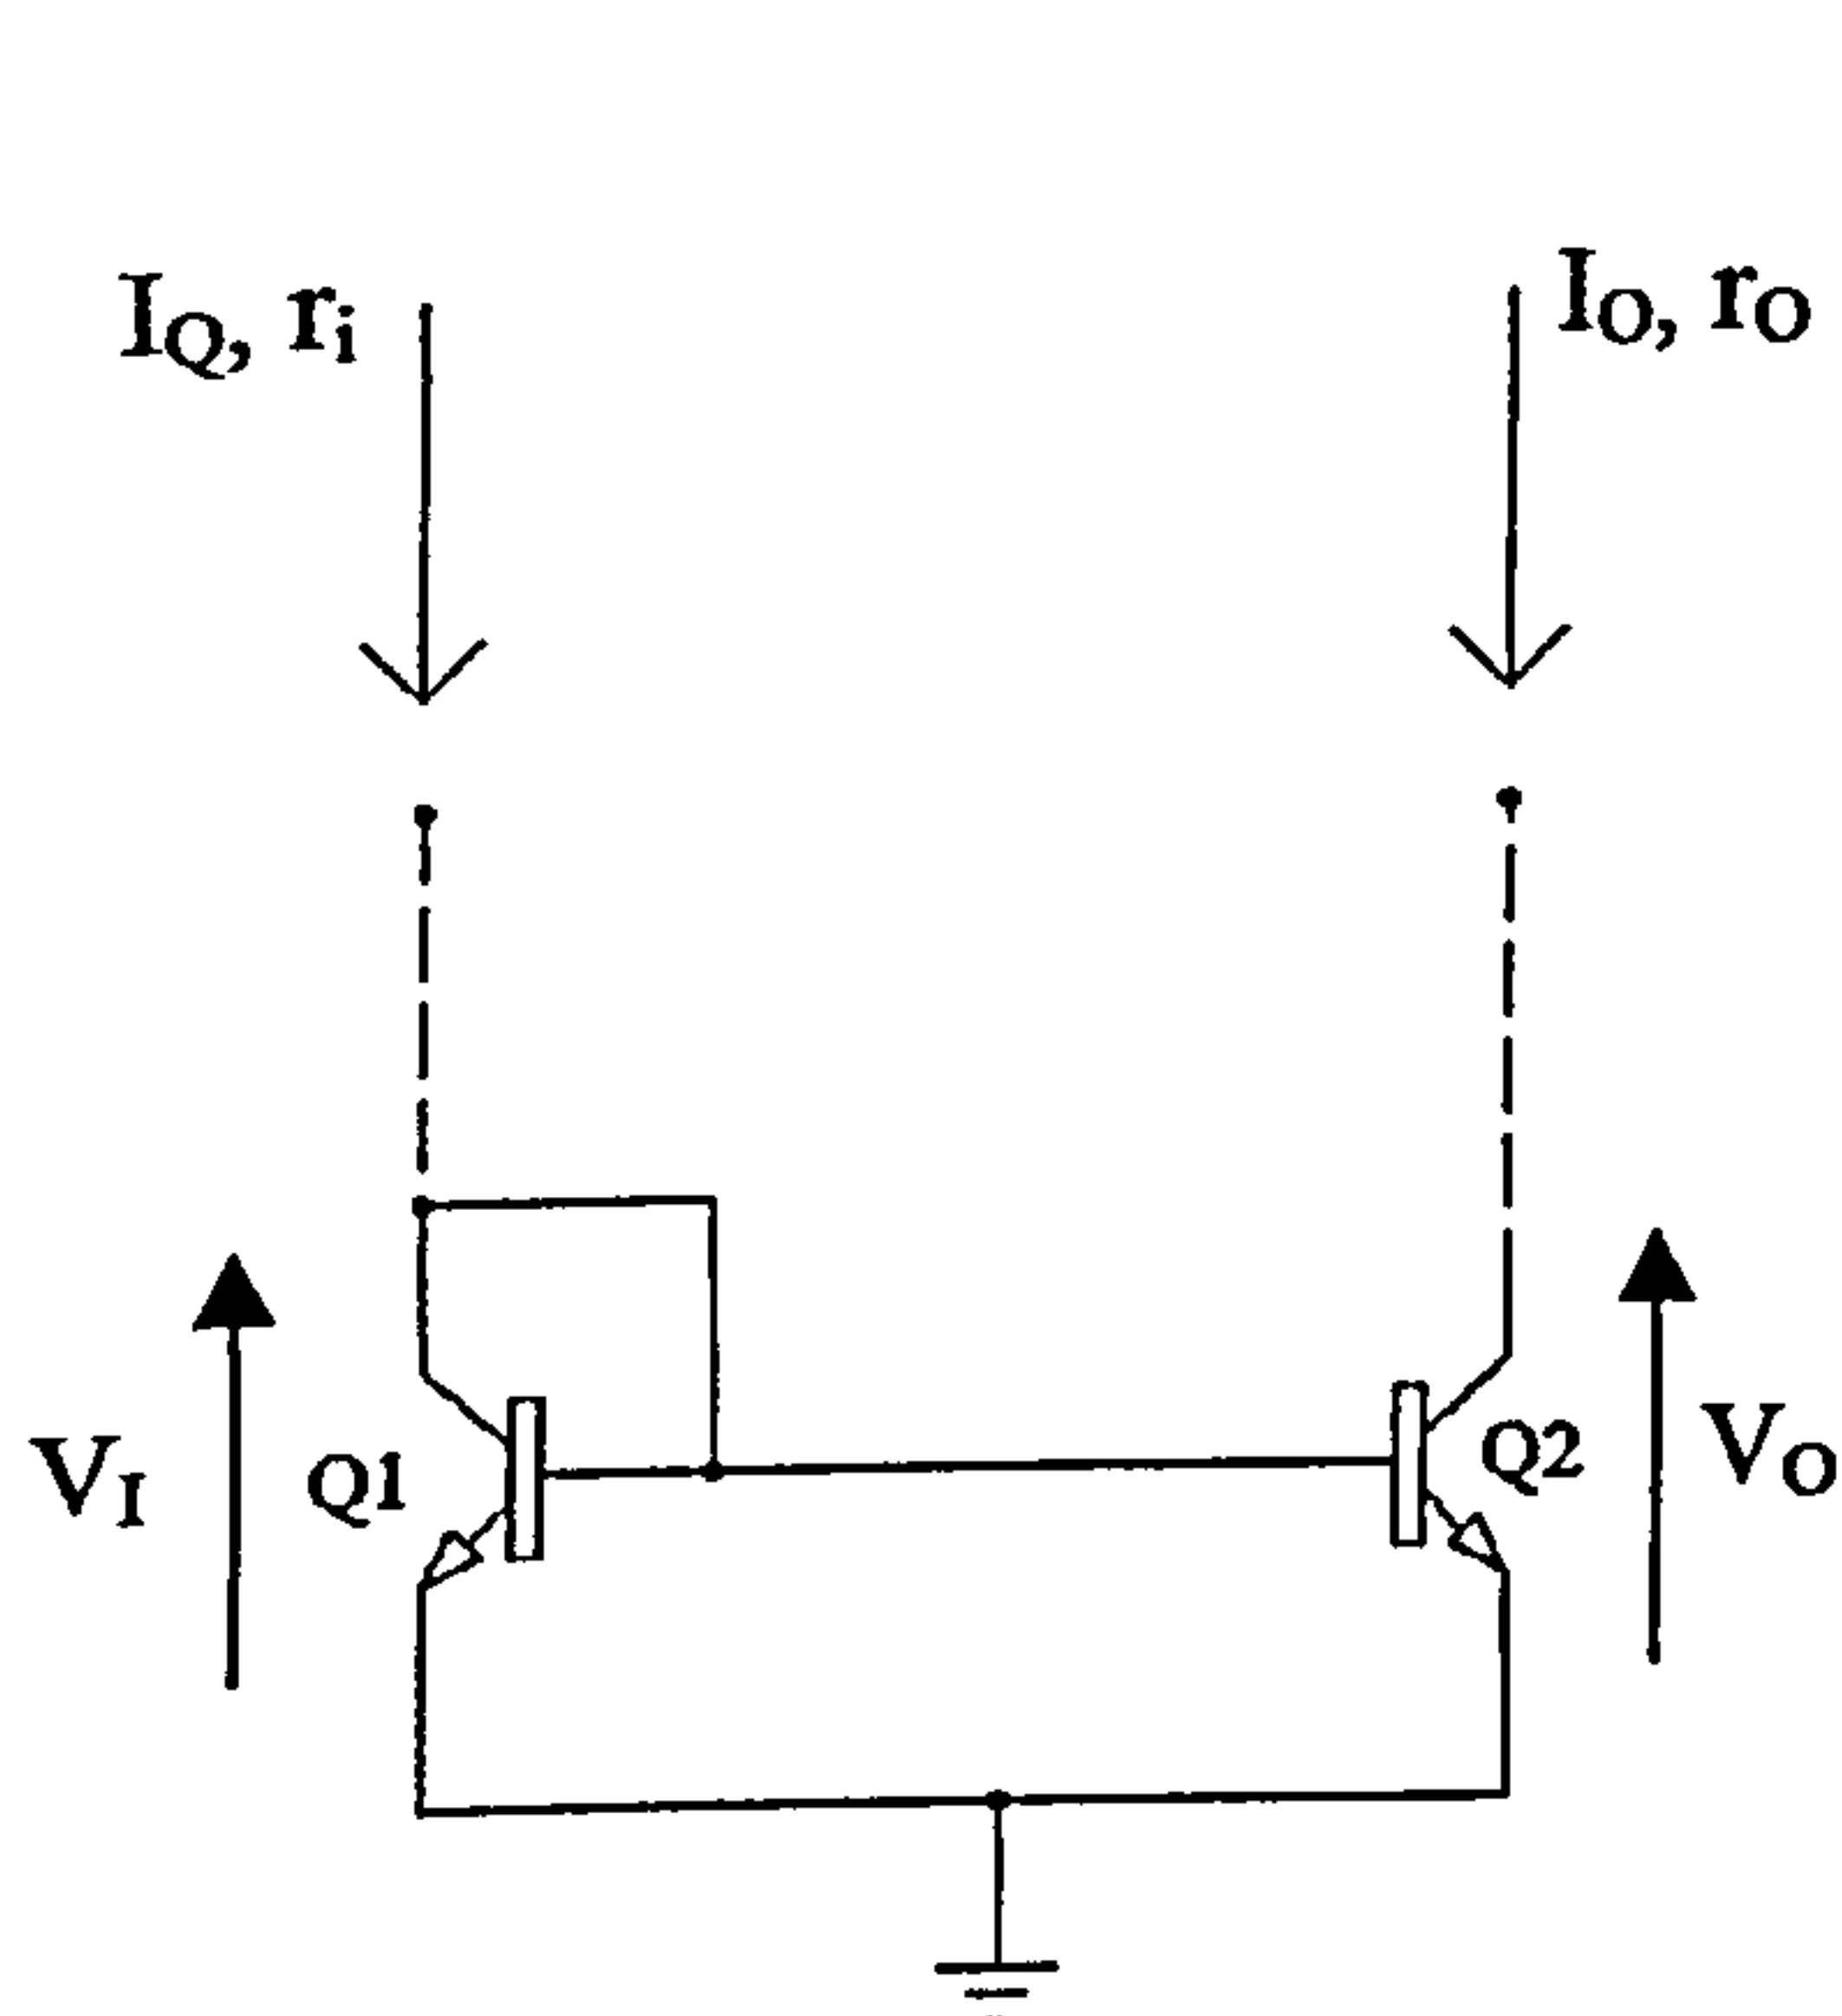 IQ, ri
IO, rO
VI
Q1
Q2
VO